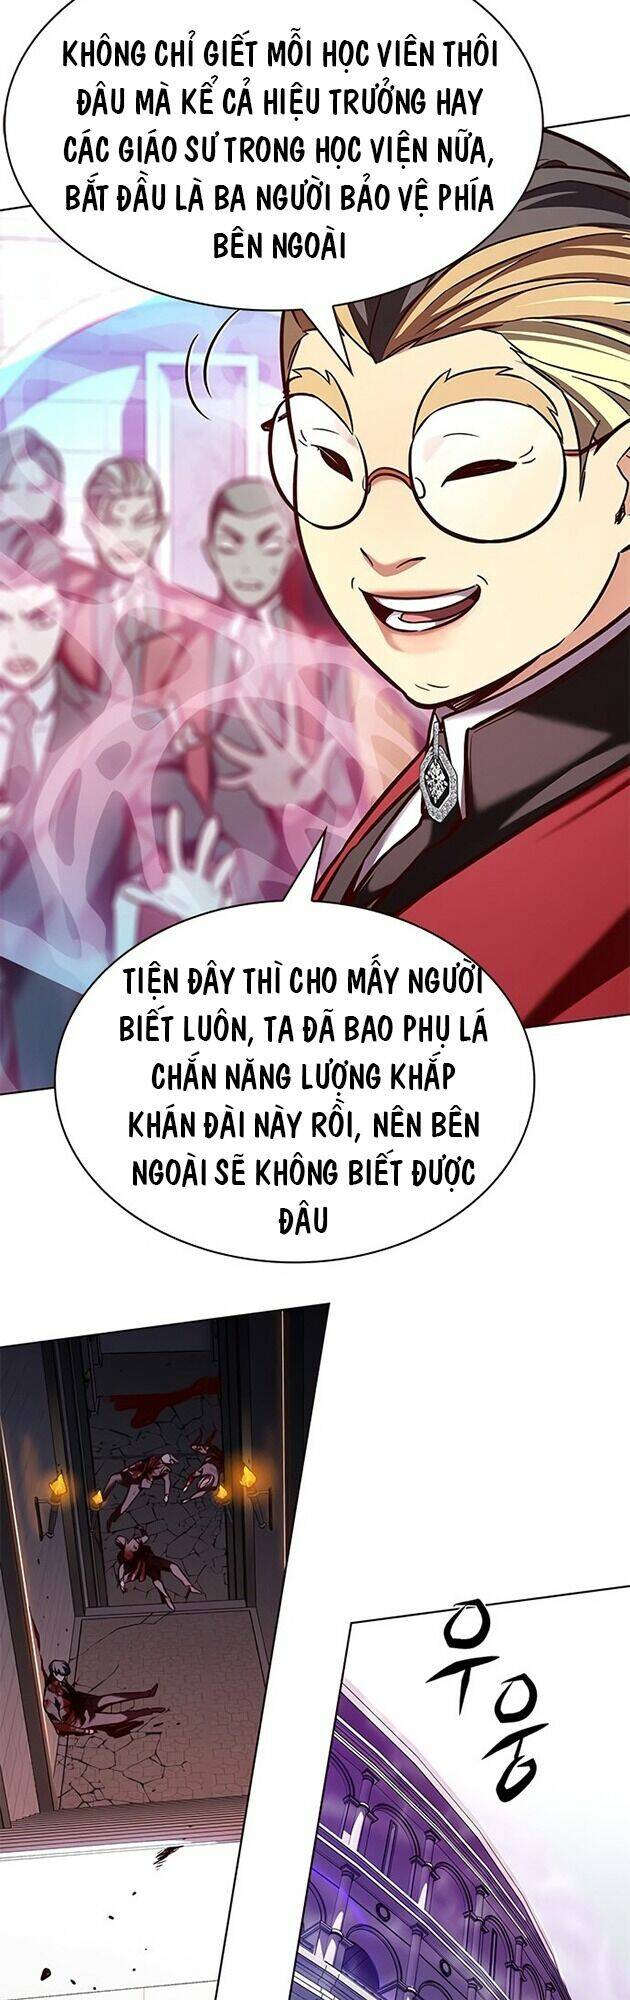 KHÔNG CHỈ GIẾT MỖI HỌC VIÊN THÔI
ĐÂU MÀ KỂ CẢ HIỆU TRƯỞNG HAY
CÁC GIÁO SƯ TRONG HỌC VIỆN NỮA,
BẮT ĐẦU LÀ BA NGƯỜI BẢO VỆ PHÍA
BÊN NGOÀI
TIỆN ĐÂY THÌ CHO MẤY NGƯỜI
BIẾT LUÔN, TA ĐÃ BAO PHỤ LÁ
CHẮN NĂNG LƯỢNG KHẮP
KHÁN ĐÀI NÀY RỒI, NÊN BÊN
NGOÀI SẼ KHÔNG BIẾT ĐƯỢC
ĐÂU
우웅